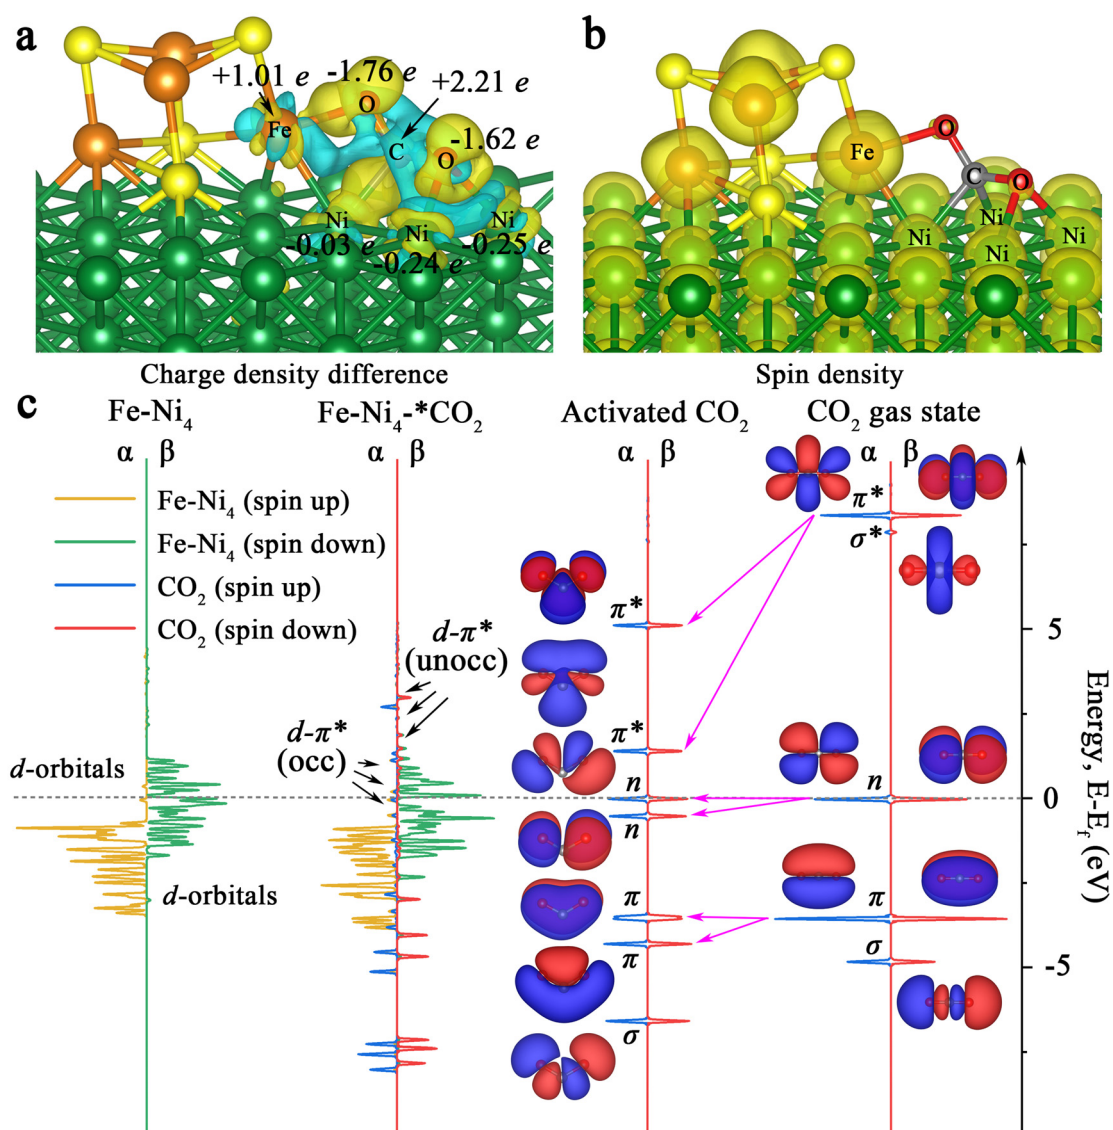 a
+1.01 e
-1.76 e
+2.21 e
O
Fe
C
O
-1.62 e
Ni
Ni
Ni
-0.03 e
-0.24 e
-0.25 e
Charge density difference
b
Fe
O
C
O
Ni
Ni
Ni
Ni
Spin density
c
Fe-Ni₄
α β
Fe-Ni₄-*CO₂
α β
Activated CO₂
α β
CO₂ gas state
α β
Fe-Ni₄ (spin up)
Fe-Ni₄ (spin down)
CO₂ (spin up)
CO₂ (spin down)
d-orbitals
d-orbitals
d-π*
(unocc)
d-π*
(occ)
π*
π*
n
n
π
π
σ
π*
σ*
n
π
σ
5
0
-5
Energy, E-E_f (eV)